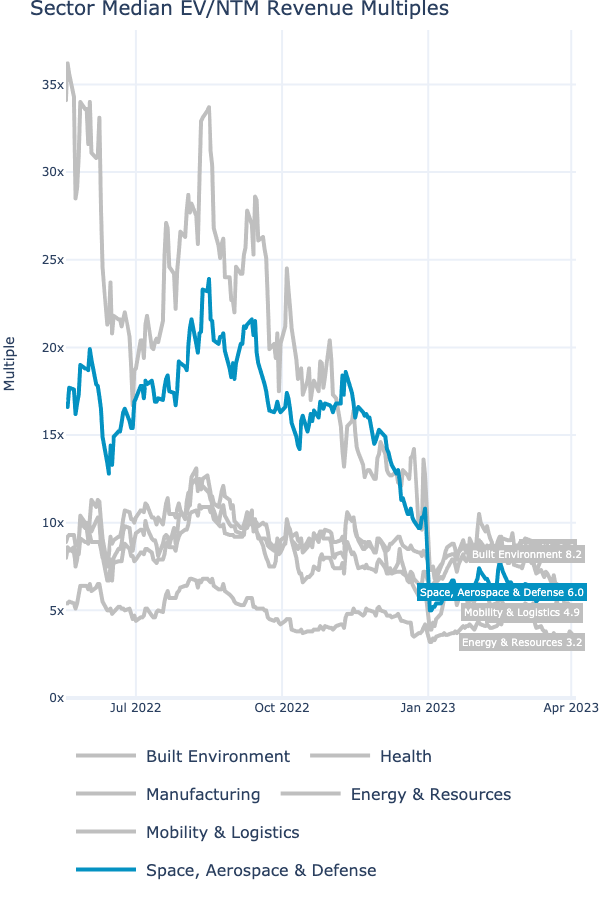 Sector Median EV/NTM Revenue Multiples
35x
30x
25x
20x
15x
10x
5x
0x
Multiple
Built Environment 8.2
Space, Aerospace & Defense 6.0
Mobility & Logistics 4.9
Energy & Resources 3.2
Jul 2022
Oct 2022
Jan 2023
Apr 2023
Built Environment
Health
Manufacturing
Energy & Resources
Mobility & Logistics
Space, Aerospace & Defense